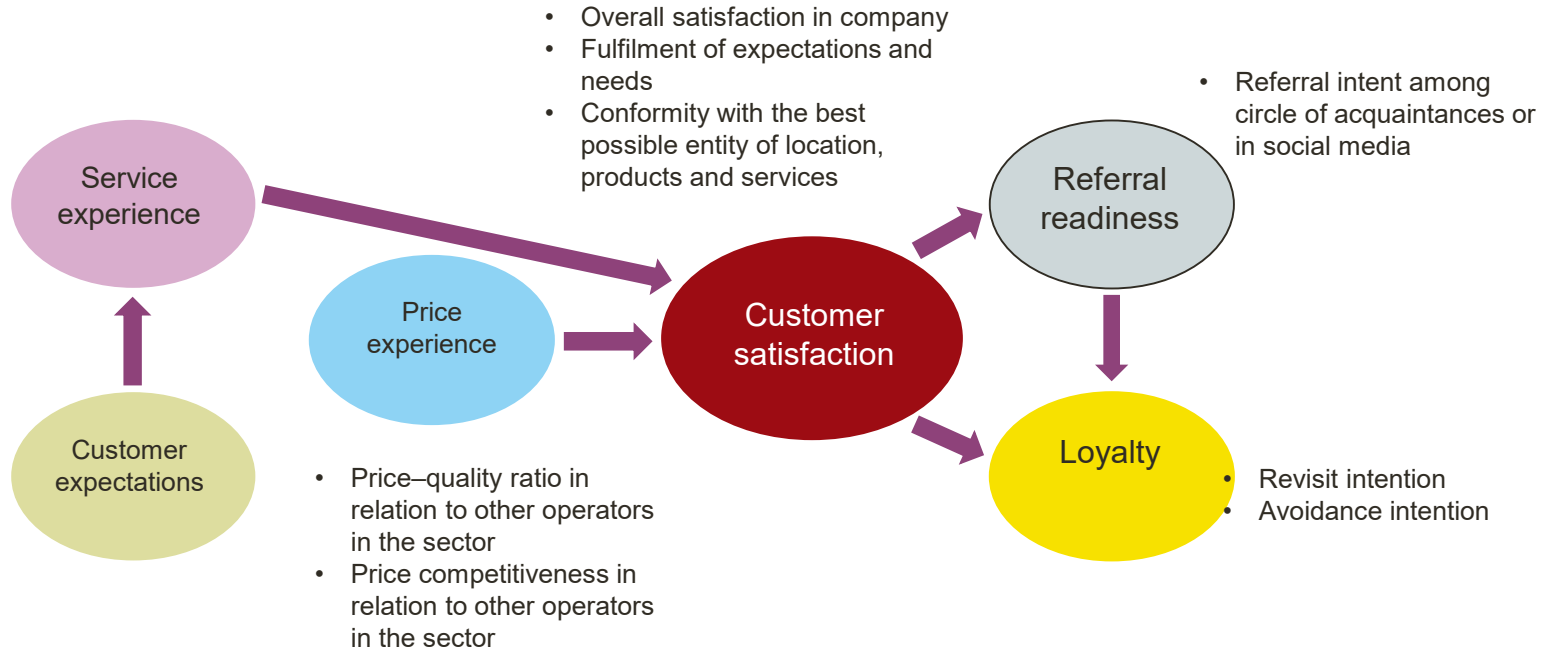 • Overall satisfaction in company
• Fulfilment of expectations and
needs
• Conformity with the best
possible entity of location,
products and services
• Referral intent among
circle of acquaintances or
in social media
Service
experience
Referral
readiness
Price
experience
Customer
satisfaction
Customer
expectations
Loyalty
• Price–quality ratio in
relation to other operators
in the sector
• Price competitiveness in
relation to other operators
in the sector
• Revisit intention
• Avoidance intention